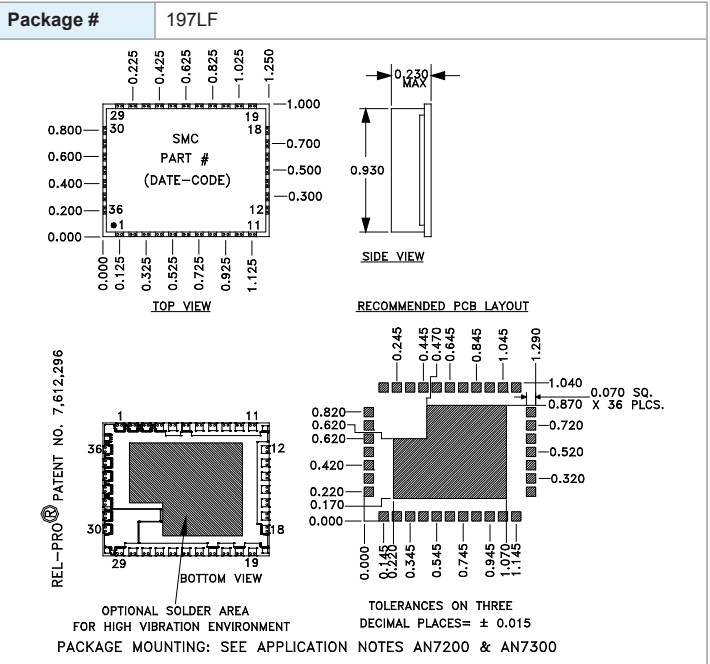 Package # 197LF
0.225 0.425 0.625 0.825 1.025 1.250
0.230
MAX
1.000
29 19
30 18
0.800
SMC
0.700
PART #
0.600
0.500
(DATE-CODE)
0.400
0.300
0.930
36 12
0.200
1 11
0.000
0.000 0.125 0.325 0.525 0.725 0.925 1.125
SIDE VIEW
TOP VIEW
RECOMMENDED PCB LAYOUT
0.245 0.445 0.470 0.645 0.845 1.045 1.290
1.040
0.070 SQ.
X 36 PLCS.
0.870
0.820
0.720
0.620
0.620
0.520
0.420
0.320
0.220
0.170
0.000
0.000 0.145 0.220 0.345 0.545 0.745 0.945 1.070 1.145
REL-PRO® PATENT NO. 7,612,296
1 11
36 12
30 18
29 19
BOTTOM VIEW
OPTIONAL SOLDER AREA
FOR HIGH VIBRATION ENVIRONMENT
TOLERANCES ON THREE
DECIMAL PLACES= ± 0.015
PACKAGE MOUNTING: SEE APPLICATION NOTES AN7200 & AN7300